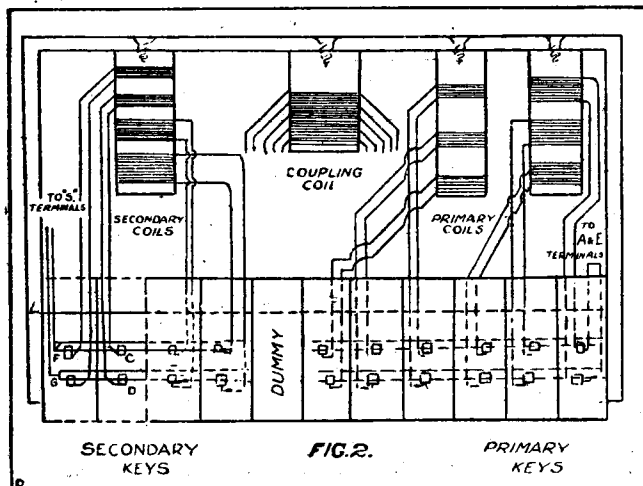 TO "S."
TERMINALS
SECONDARY
COILS
COUPLING
COIL
PRIMARY
COILS
TO
A&E
TERMINALS
F
C
G
D
DUMMY
SECONDARY
KEYS
FIG. 2.
PRIMARY
KEYS